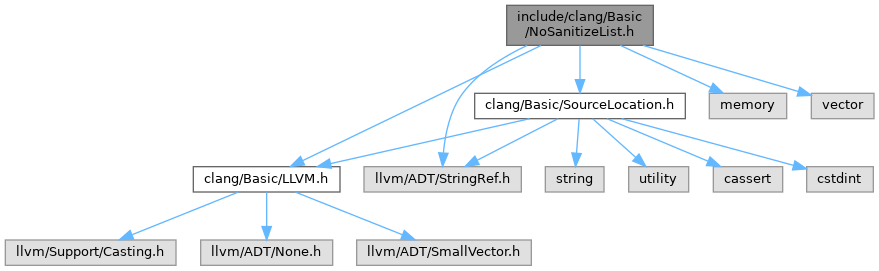 include/clang/Basic
/NoSanitizeList.h
clang/Basic/SourceLocation.h
memory
vector
clang/Basic/LLVM.h
llvm/ADT/StringRef.h
string
utility
cassert
cstdint
llvm/Support/Casting.h
llvm/ADT/None.h
llvm/ADT/SmallVector.h